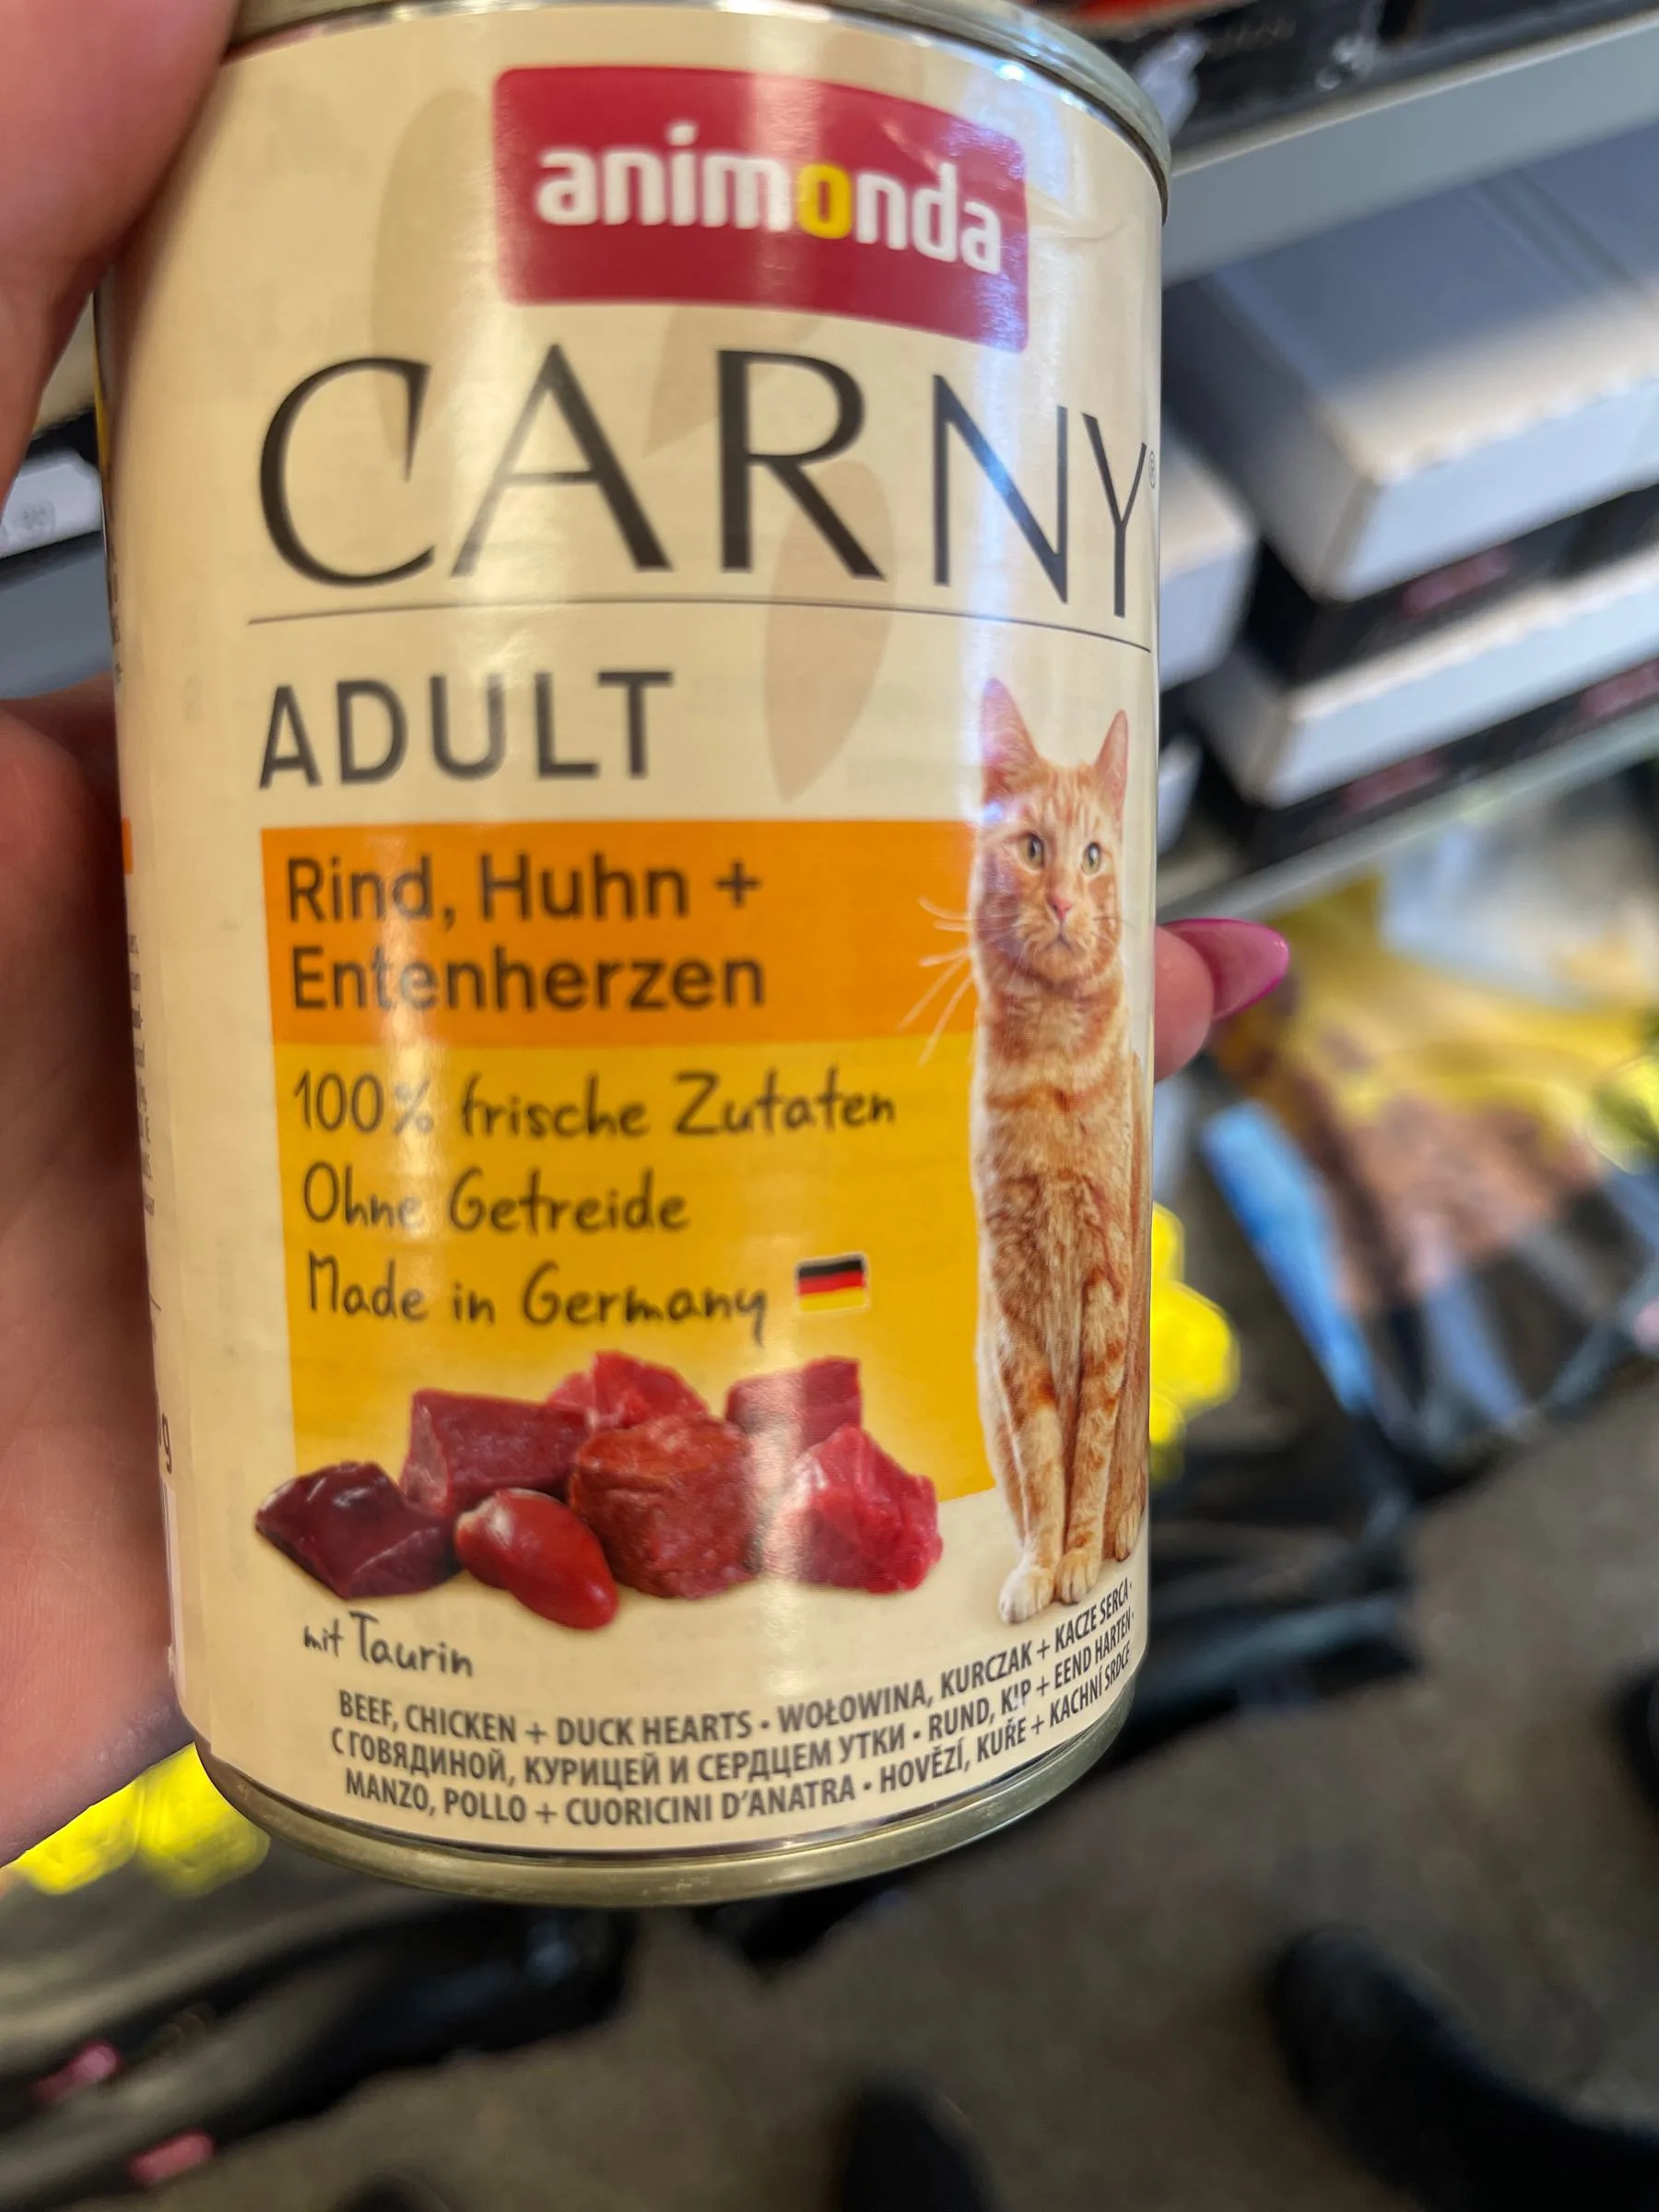 animonda
CARNY®
ADULT
Rind, Huhn +
Entenherzen
100% frische Zutaten
Ohne Getreide
Made in Germany
mit Taurin
BEEF, CHICKEN + DUCK HEARTS • WOŁOWINA, KURCZAK + KACZE SERCA •
С ГОВЯДИНОЙ, КУРИЦЕЙ И СЕРДЦЕМ УТКИ • RUND, KIP + EEND HARTEN •
MANZO, POLLO + CUORICINI D'ANATRA • HOVĚZÍ, KUŘE + KACHNÍ SRDCE